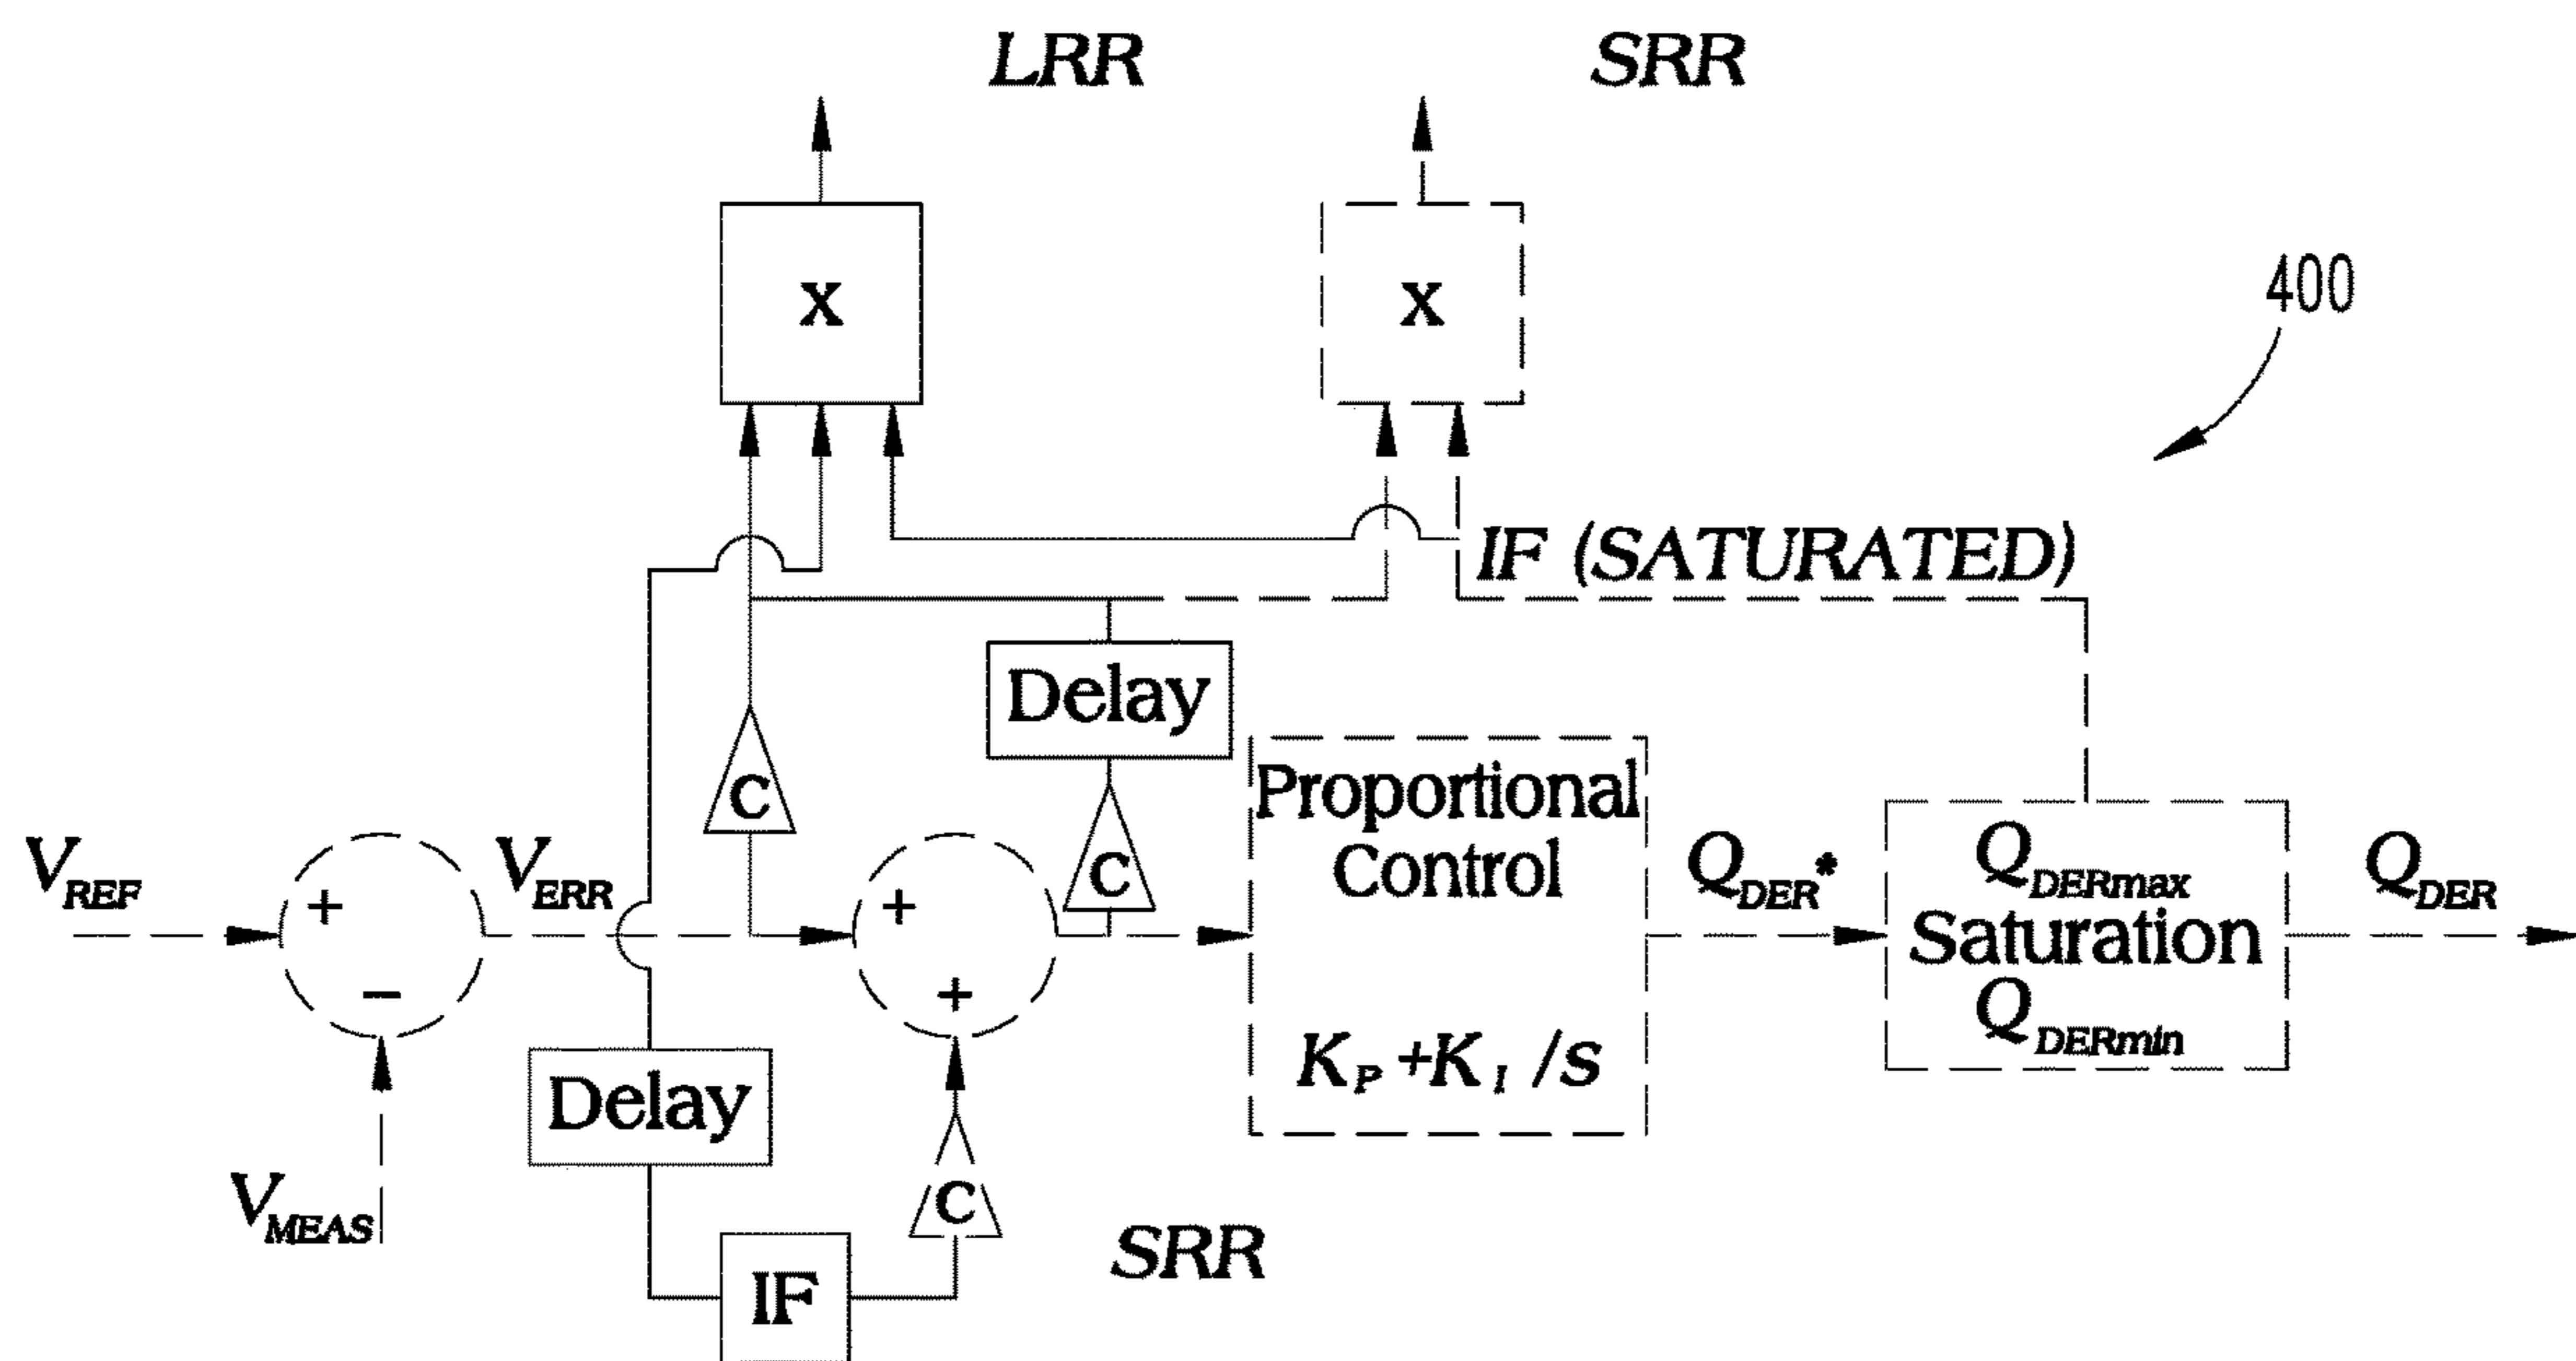 LRR
SRR
X
X
400
IF (SATURATED)
Delay
C
C
Proportional
Control
K_P +K_I /s
V_REF
+
−
V_ERR
V_MEAS
+
+
Q_DER*
Q_DERmax
Saturation
Q_DERmin
Q_DER
Delay
C
SRR
IF